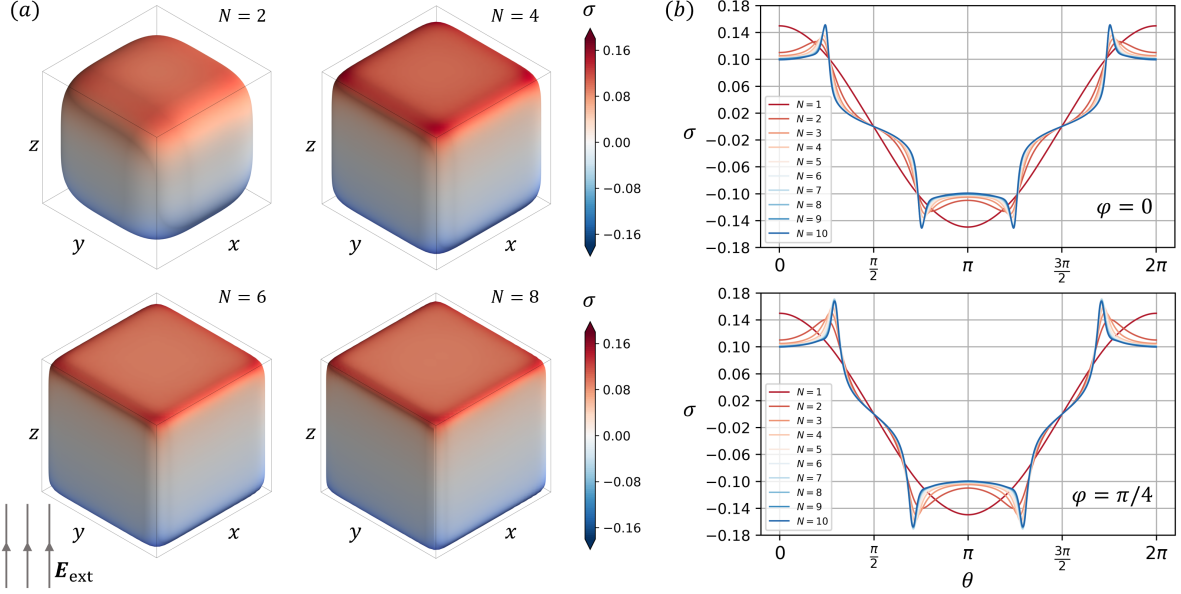 (a)
N = 2
z
y
x
N = 4
z
y
x
σ
0.16
0.08
0.00
−0.08
−0.16
N = 6
z
y
x
N = 8
z
y
x
σ
0.16
0.08
0.00
−0.08
−0.16
E_ext
(b)
σ
0.18
0.14
0.10
0.06
0.02
−0.02
−0.06
−0.10
−0.14
−0.18
N = 1
N = 2
N = 3
N = 4
N = 5
N = 6
N = 7
N = 8
N = 9
N = 10
φ = 0
0 π/2 π 3π/2 2π
σ
0.18
0.14
0.10
0.06
0.02
−0.02
−0.06
−0.10
−0.14
−0.18
N = 1
N = 2
N = 3
N = 4
N = 5
N = 6
N = 7
N = 8
N = 9
N = 10
φ = π/4
0 π/2 π 3π/2 2π
θ